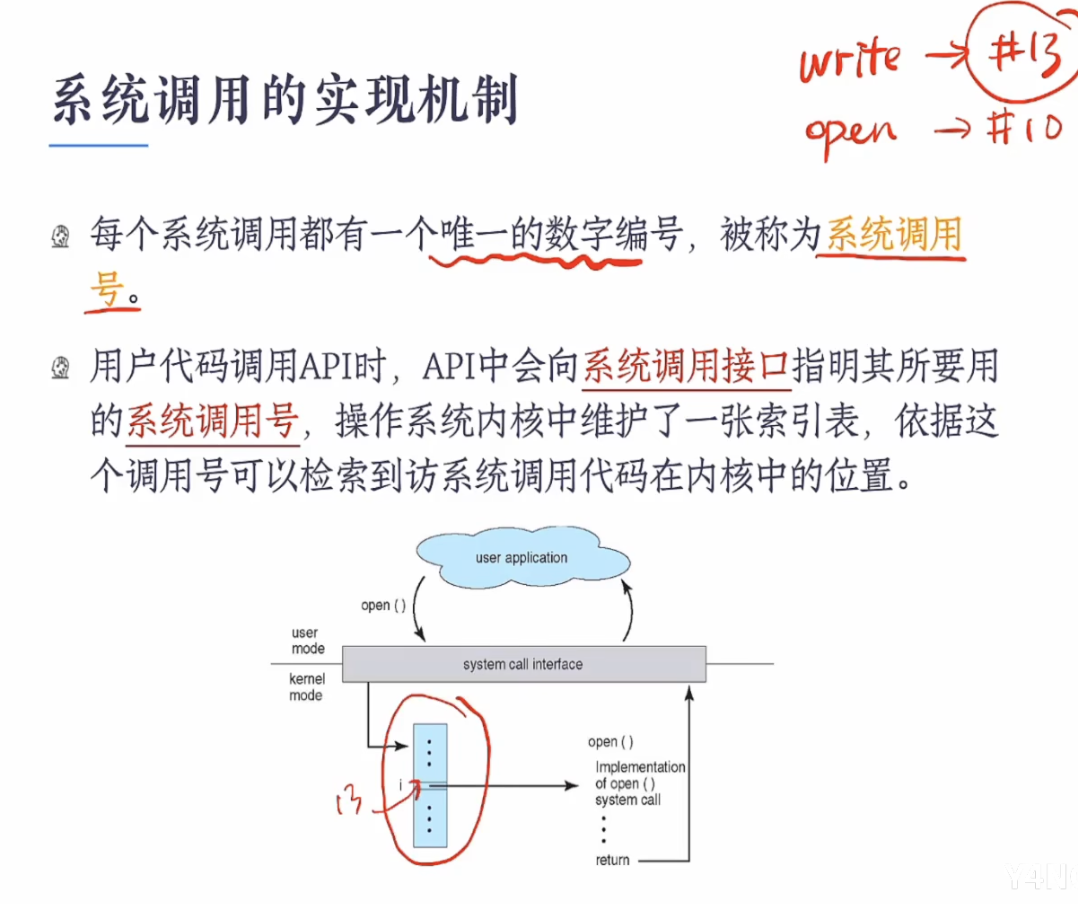 write → #13
open → #10
系统调用的实现机制
每个系统调用都有一个唯一的数字编号，被称为系统调用
号。
用户代码调用API时，API中会向系统调用接口指明其所要用
的系统调用号，操作系统内核中维护了一张索引表，依据这
个调用号可以检索到访系统调用代码在内核中的位置。
user application
open ( )
user
mode
system call interface
kernel
mode
open ( )
Implementation
of open ( )
system call
i
13
return